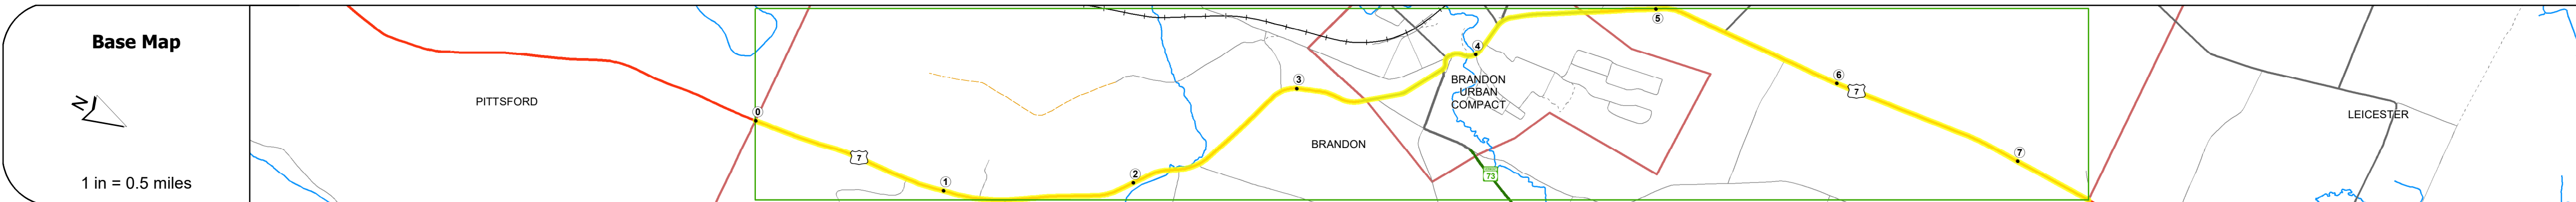 Base Map
N
1 in = 0.5 miles
PITTSFORD
0
7
1
2
3
BRANDON
4
BRANDON
URBAN
COMPACT
73
5
6
7
7
LEICESTER